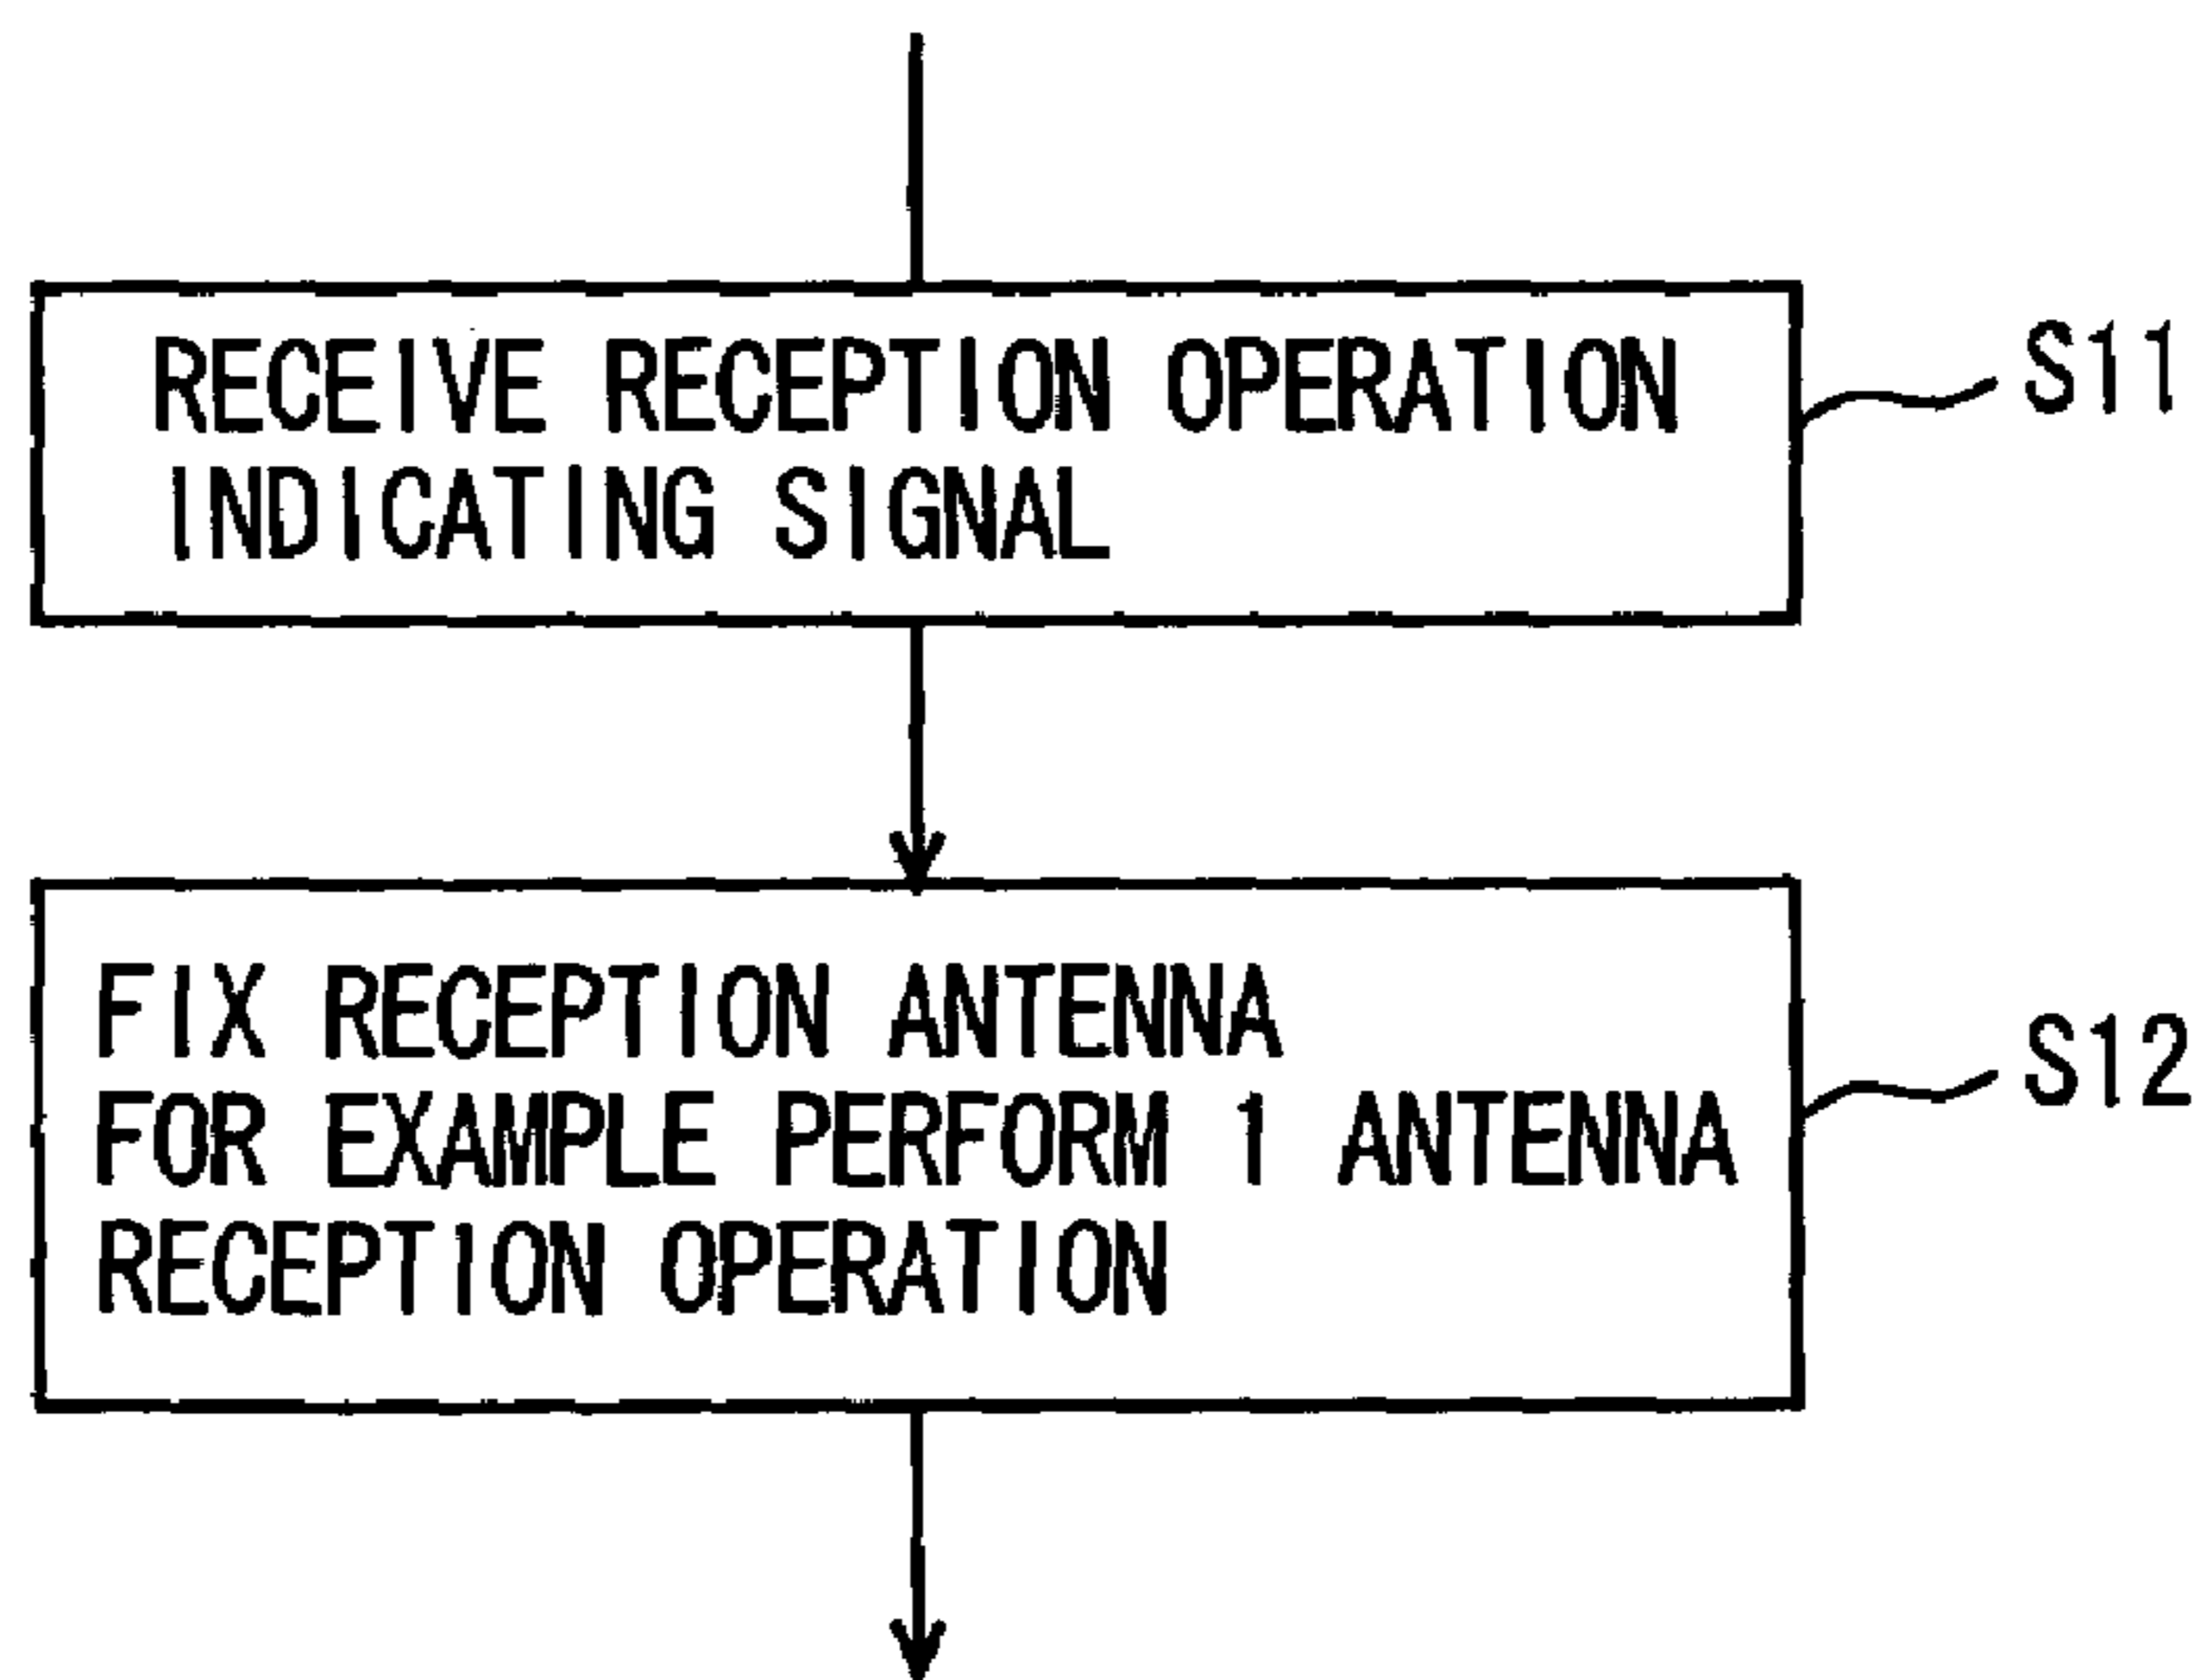 RECEIVE RECEPTION OPERATION
INDICATING SIGNAL
S11
FIX RECEPTION ANTENNA
FOR EXAMPLE PERFORM 1 ANTENNA
RECEPTION OPERATION
S12